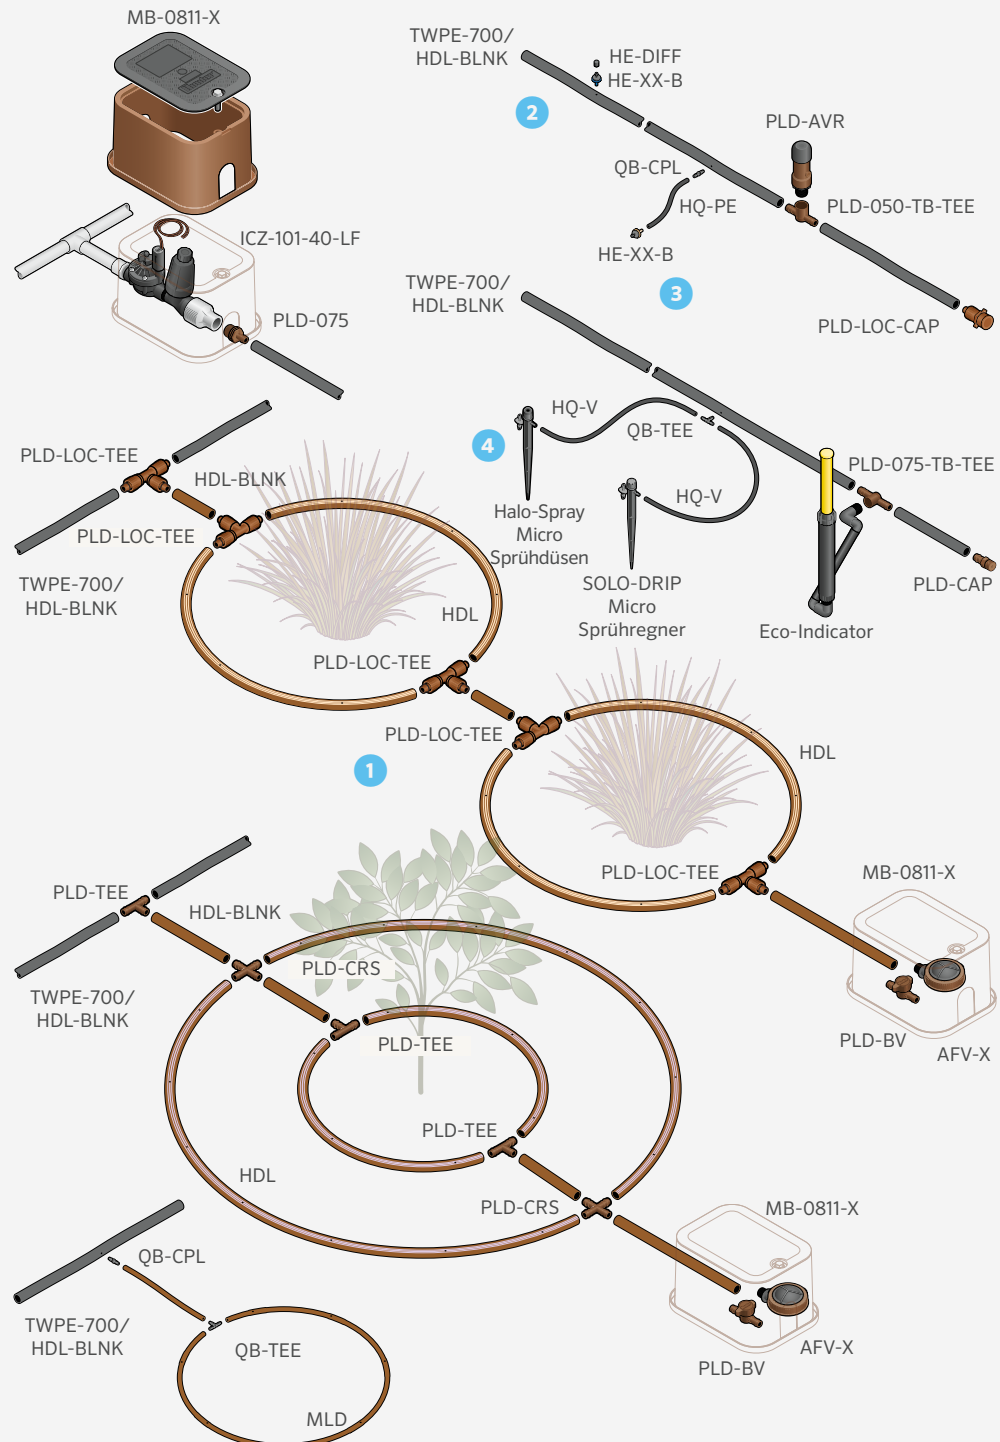 MB-0811-X
TWPE-700/
HDL-BLNK
HE-DIFF
HE-XX-B
2
PLD-AVR
QB-CPL
HQ-PE
PLD-050-TB-TEE
HE-XX-B
ICZ-101-40-LF
PLD-075
TWPE-700/
HDL-BLNK
3
PLD-LOC-CAP
HQ-V
QB-TEE
4
PLD-LOC-TEE
HDL-BLNK
PLD-075-TB-TEE
HQ-V
Halo-Spray
Micro
Sprühdüsen
PLD-LOC-TEE
TWPE-700/
HDL-BLNK
SOLO-DRIP
Micro
Sprühregner
PLD-CAP
Eco-Indicator
HDL
PLD-LOC-TEE
PLD-LOC-TEE
HDL
1
PLD-LOC-TEE
MB-0811-X
PLD-TEE
HDL-BLNK
PLD-CRS
TWPE-700/
HDL-BLNK
PLD-TEE
PLD-BV
AFV-X
PLD-TEE
HDL
PLD-CRS
MB-0811-X
QB-CPL
TWPE-700/
HDL-BLNK
QB-TEE
AFV-X
PLD-BV
MLD